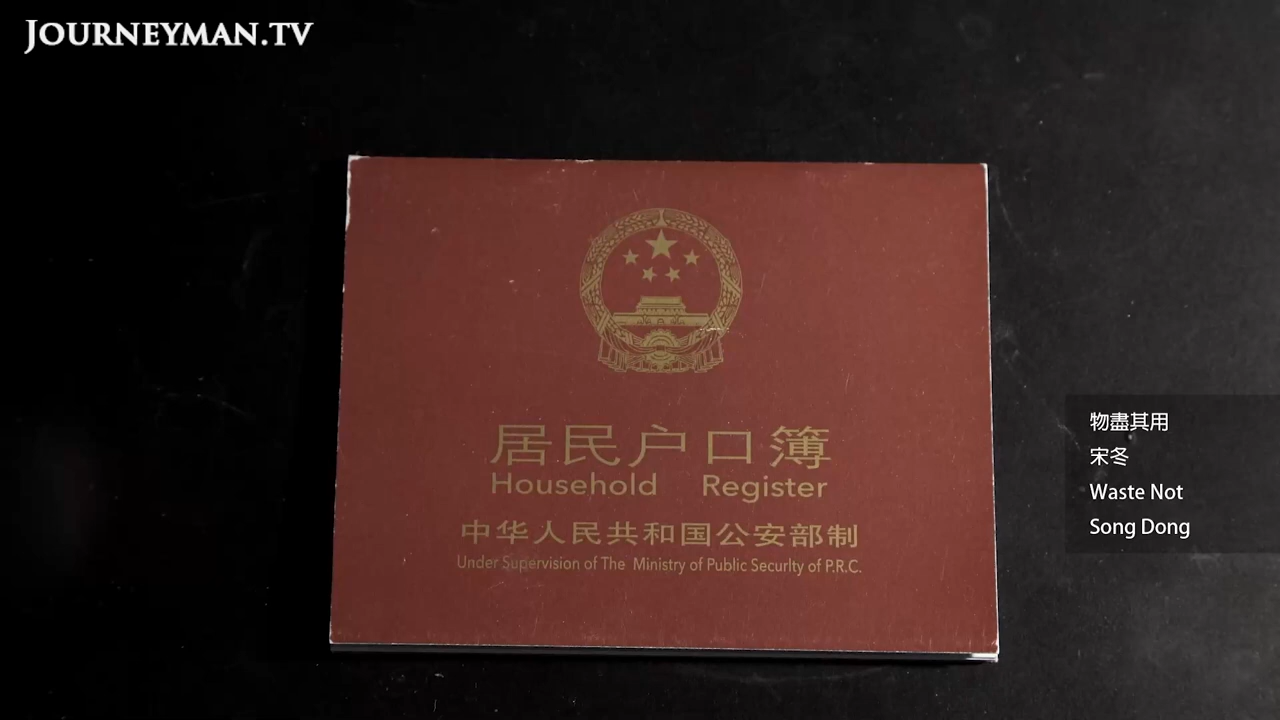 JOURNEYMAN.TV
居民户口簿
Household Register
中华人民共和国公安部制
Under Supervision of The Ministry of Public Securlty of P.R.C.
物盡其用
宋冬
Waste Not
Song Dong